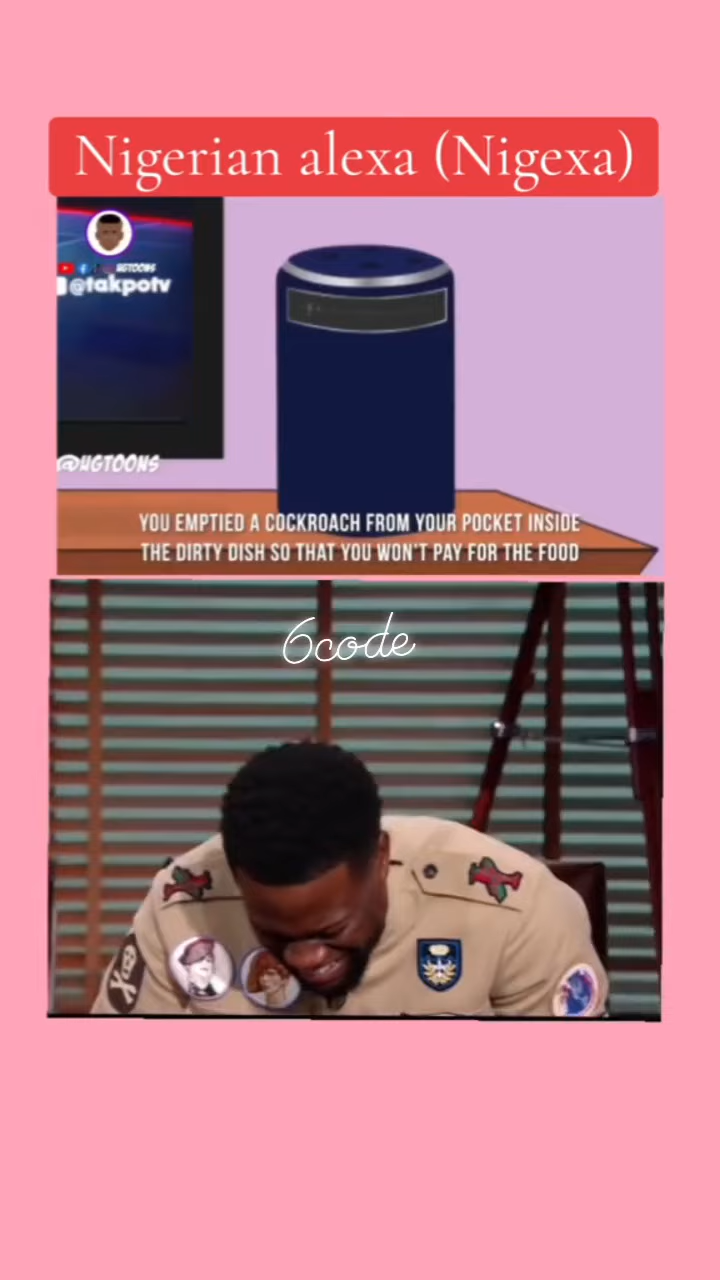 Nigerian alexa (Nigexa)
UGTOONS
@takpotv
@UGTOONS
YOU EMPTIED A COCKROACH FROM YOUR POCKET INSIDE
THE DIRTY DISH SO THAT YOU WON'T PAY FOR THE FOOD
6code